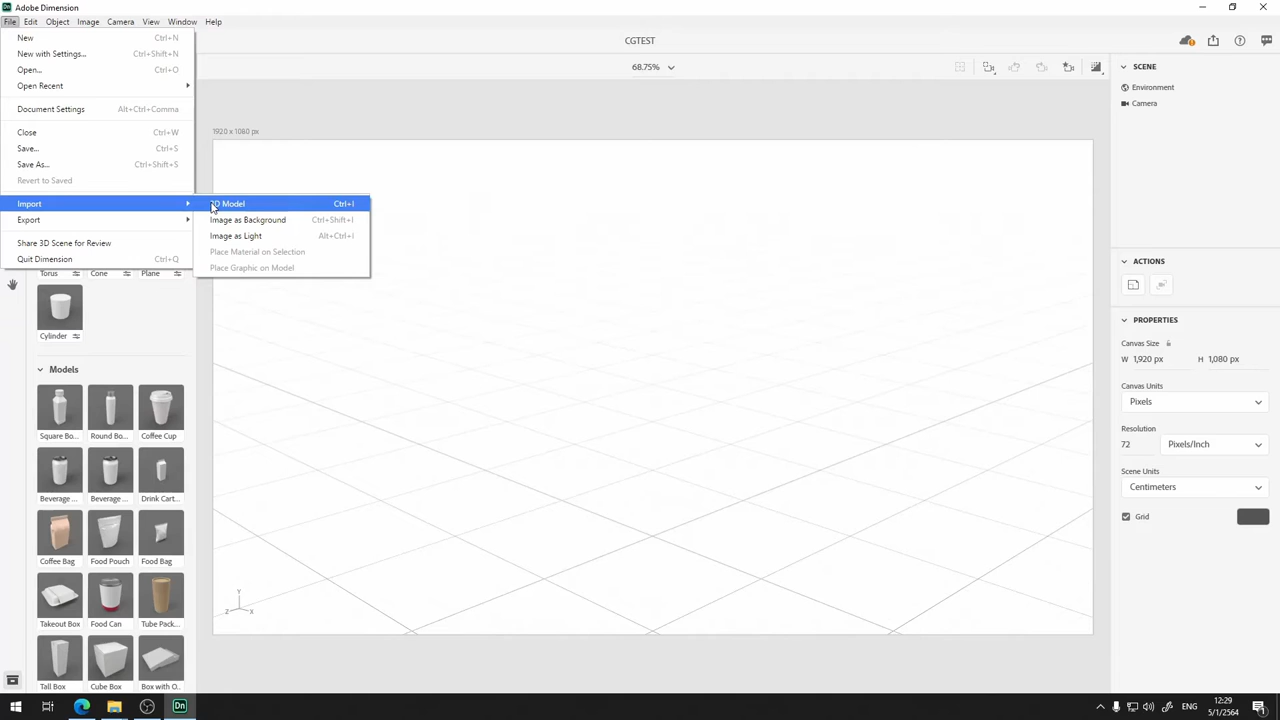 Adobe Dimension
File Edit Object Image Camera View Window Help
CGTEST
68.75%
New Ctrl+N
New with Settings... Ctrl+Shift+N
Open... Ctrl+O
Open Recent
Document Settings Alt+Ctrl+Comma
Close Ctrl+W
Save... Ctrl+S
Save As... Ctrl+Shift+S
Revert to Saved
Import
Export
Share 3D Scene for Review
Quit Dimension Ctrl+Q
3D Model Ctrl+I
Image as Background Ctrl+Shift+I
Image as Light Alt+Ctrl+I
Place Material on Selection
Place Graphic on Model
Torus Cone Plane
Cylinder
Models
Square Bo... Round Bo... Coffee Cup
Beverage ... Beverage ... Drink Cart...
Coffee Bag Food Pouch Food Bag
Takeout Box Food Can Tube Pack...
Tall Box Cube Box Box with O...
1920 x 1080 px
Y
Z X
SCENE
Environment
Camera
ACTIONS
PROPERTIES
Canvas Size
W 1,920 px H 1,080 px
Canvas Units
Pixels
Resolution
72 Pixels/Inch
Scene Units
Centimeters
Grid
Dn
ENG
12:29
5/1/2564